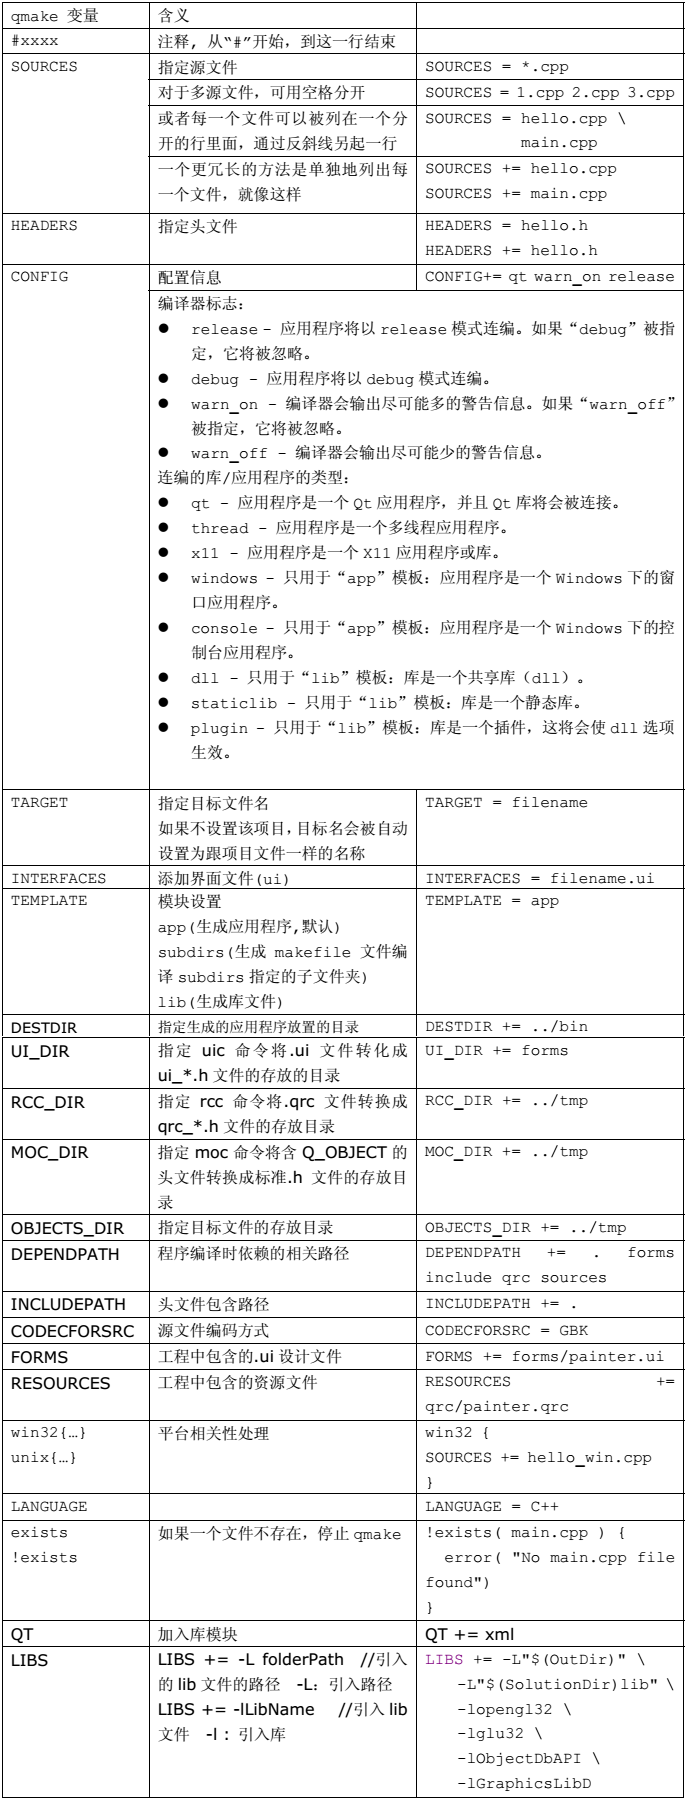 qmake 变量 含义
#xxxx 注释, 从“#”开始，到这一行结束
SOURCES 指定源文件 SOURCES = *.cpp
对于多源文件，可用空格分开 SOURCES = 1.cpp 2.cpp 3.cpp
或者每一个文件可以被列在一个分 SOURCES = hello.cpp \
开的行里面，通过反斜线另起一行 main.cpp
一个更冗长的方法是单独地列出每 SOURCES += hello.cpp
一个文件，就像这样 SOURCES += main.cpp
HEADERS 指定头文件 HEADERS = hello.h
HEADERS += hello.h
CONFIG 配置信息 CONFIG+= qt warn_on release
编译器标志：
● release - 应用程序将以 release 模式连编。如果“debug”被指
定，它将被忽略。
● debug - 应用程序将以 debug 模式连编。
● warn_on - 编译器会输出尽可能多的警告信息。如果“warn_off”
被指定，它将被忽略。
● warn_off - 编译器会输出尽可能少的警告信息。
连编的库/应用程序的类型：
● qt - 应用程序是一个 Qt 应用程序，并且 Qt 库将会被连接。
● thread - 应用程序是一个多线程应用程序。
● x11 - 应用程序是一个 X11 应用程序或库。
● windows - 只用于“app”模板：应用程序是一个 Windows 下的窗
口应用程序。
● console - 只用于“app”模板：应用程序是一个 Windows 下的控
制台应用程序。
● dll - 只用于“lib”模板：库是一个共享库（dll）。
● staticlib - 只用于“lib”模板：库是一个静态库。
● plugin - 只用于“lib”模板：库是一个插件，这将会使 dll 选项
生效。
TARGET 指定目标文件名 TARGET = filename
如果不设置该项目，目标名会被自动
设置为跟项目文件一样的名称
INTERFACES 添加界面文件(ui) INTERFACES = filename.ui
TEMPLATE 模块设置 TEMPLATE = app
app(生成应用程序,默认)
subdirs(生成 makefile 文件编
译 subdirs 指定的子文件夹)
lib(生成库文件)
DESTDIR 指定生成的应用程序放置的目录 DESTDIR += ../bin
UI_DIR 指定 uic 命令将.ui 文件转化成 UI_DIR += forms
ui_*.h 文件的存放的目录
RCC_DIR 指定 rcc 命令将.qrc 文件转换成 RCC_DIR += ../tmp
qrc_*.h 文件的存放目录
MOC_DIR 指定 moc 命令将含 Q_OBJECT 的 MOC_DIR += ../tmp
头文件转换成标准.h 文件的存放目
录
OBJECTS_DIR 指定目标文件的存放目录 OBJECTS_DIR += ../tmp
DEPENDPATH 程序编译时依赖的相关路径 DEPENDPATH += . forms
include qrc sources
INCLUDEPATH 头文件包含路径 INCLUDEPATH += .
CODECFORSRC 源文件编码方式 CODECFORSRC = GBK
FORMS 工程中包含的.ui 设计文件 FORMS += forms/painter.ui
RESOURCES 工程中包含的资源文件 RESOURCES +=
qrc/painter.qrc
win32{…} 平台相关性处理 win32 {
unix{…} SOURCES += hello_win.cpp
}
LANGUAGE LANGUAGE = C++
exists 如果一个文件不存在，停止 qmake !exists( main.cpp ) {
!exists error( "No main.cpp file
found")
}
QT 加入库模块 QT += xml
LIBS LIBS += -L folderPath //引入 LIBS += -L"$(OutDir)" \
的 lib 文件的路径 -L：引入路径 -L"$(SolutionDir)lib" \
LIBS += -lLibName //引入 lib -lopengl32 \
文件 -l：引入库 -lglu32 \
-lObjectDbAPI \
-lGraphicsLibD